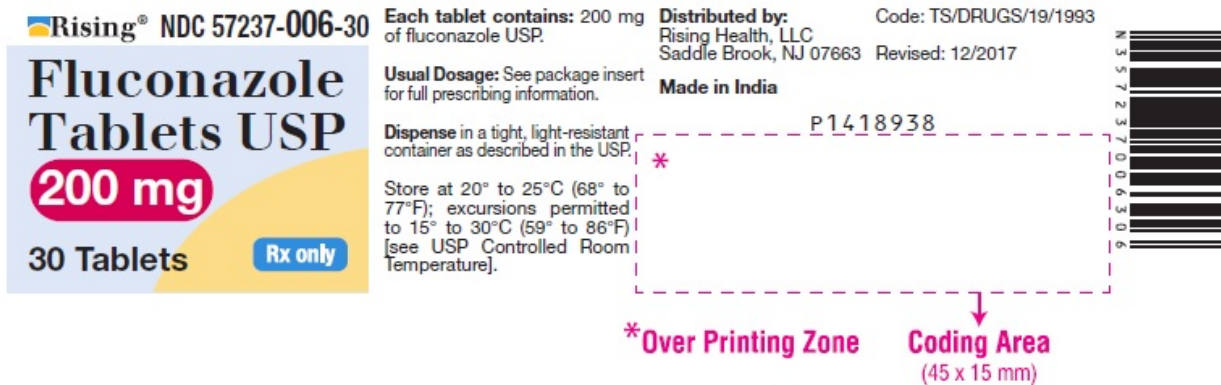 Rising® NDC 57237-006-30
Fluconazole
Tablets USP
200 mg
30 Tablets
Rx only
Each tablet contains: 200 mg
of fluconazole USP.
Usual Dosage: See package insert
for full prescribing information.
Dispense in a tight, light-resistant
container as described in the USP.
Store at 20° to 25°C (68° to
77°F); excursions permitted
to 15° to 30°C (59° to 86°F)
[see USP Controlled Room
Temperature].
Distributed by:
Rising Health, LLC
Saddle Brook, NJ 07663
Made in India
Code: TS/DRUGS/19/1993
Revised: 12/2017
P1418938
*
*Over Printing Zone
Coding Area
(45 x 15 mm)
N 3 5 7 2 3 7 0 0 6 3 0 6